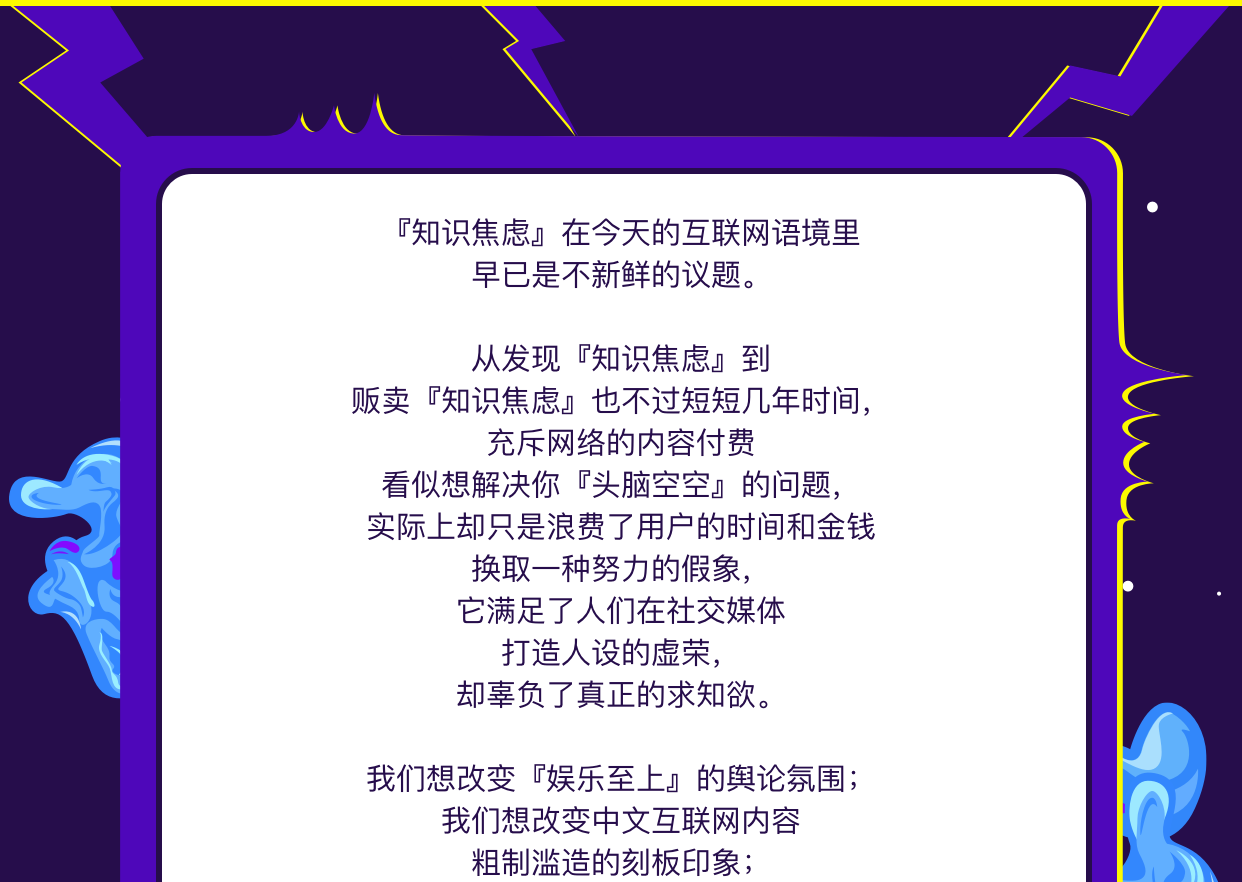 『知识焦虑』在今天的互联网语境里
早已是不新鲜的议题。
从发现『知识焦虑』到
贩卖『知识焦虑』也不过短短几年时间，
充斥网络的内容付费
看似想解决你『头脑空空』的问题，
实际上却只是浪费了用户的时间和金钱
换取一种努力的假象，
它满足了人们在社交媒体
打造人设的虚荣，
却辜负了真正的求知欲。
我们想改变『娱乐至上』的舆论氛围；
我们想改变中文互联网内容
粗制滥造的刻板印象；